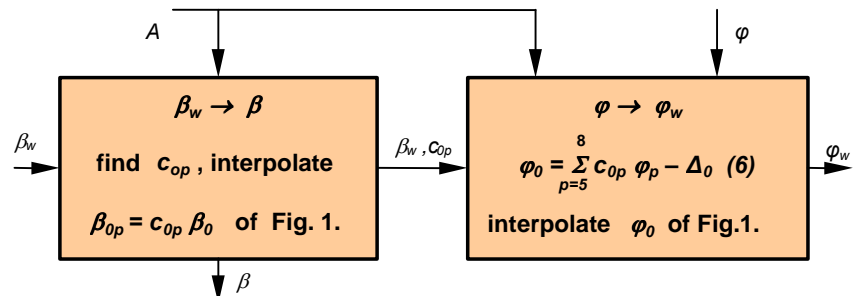 A
φ
β_w → β
find c_op , interpolate
β_0p = c_0p β_0 of Fig. 1.
β_w
β_w , c_0p
φ → φ_w
8
φ_0 = Σ c_0p φ_p – Δ_0 (6)
p=5
interpolate φ_0 of Fig.1.
φ_w
β